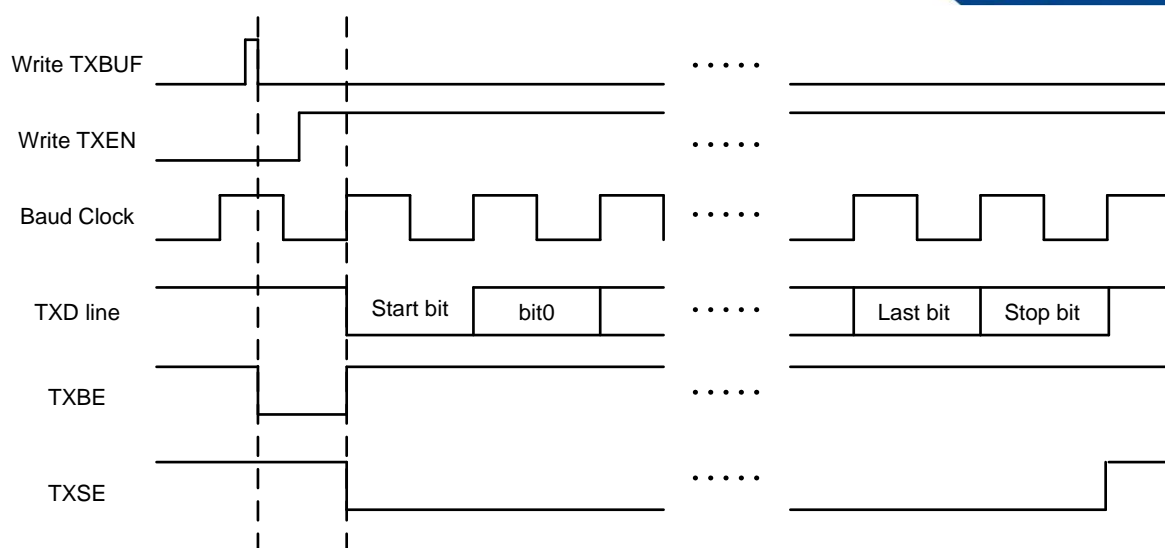 Write TXBUF
Write TXEN
Baud Clock
TXD line
Start bit
bit0
Last bit
Stop bit
TXBE
TXSE